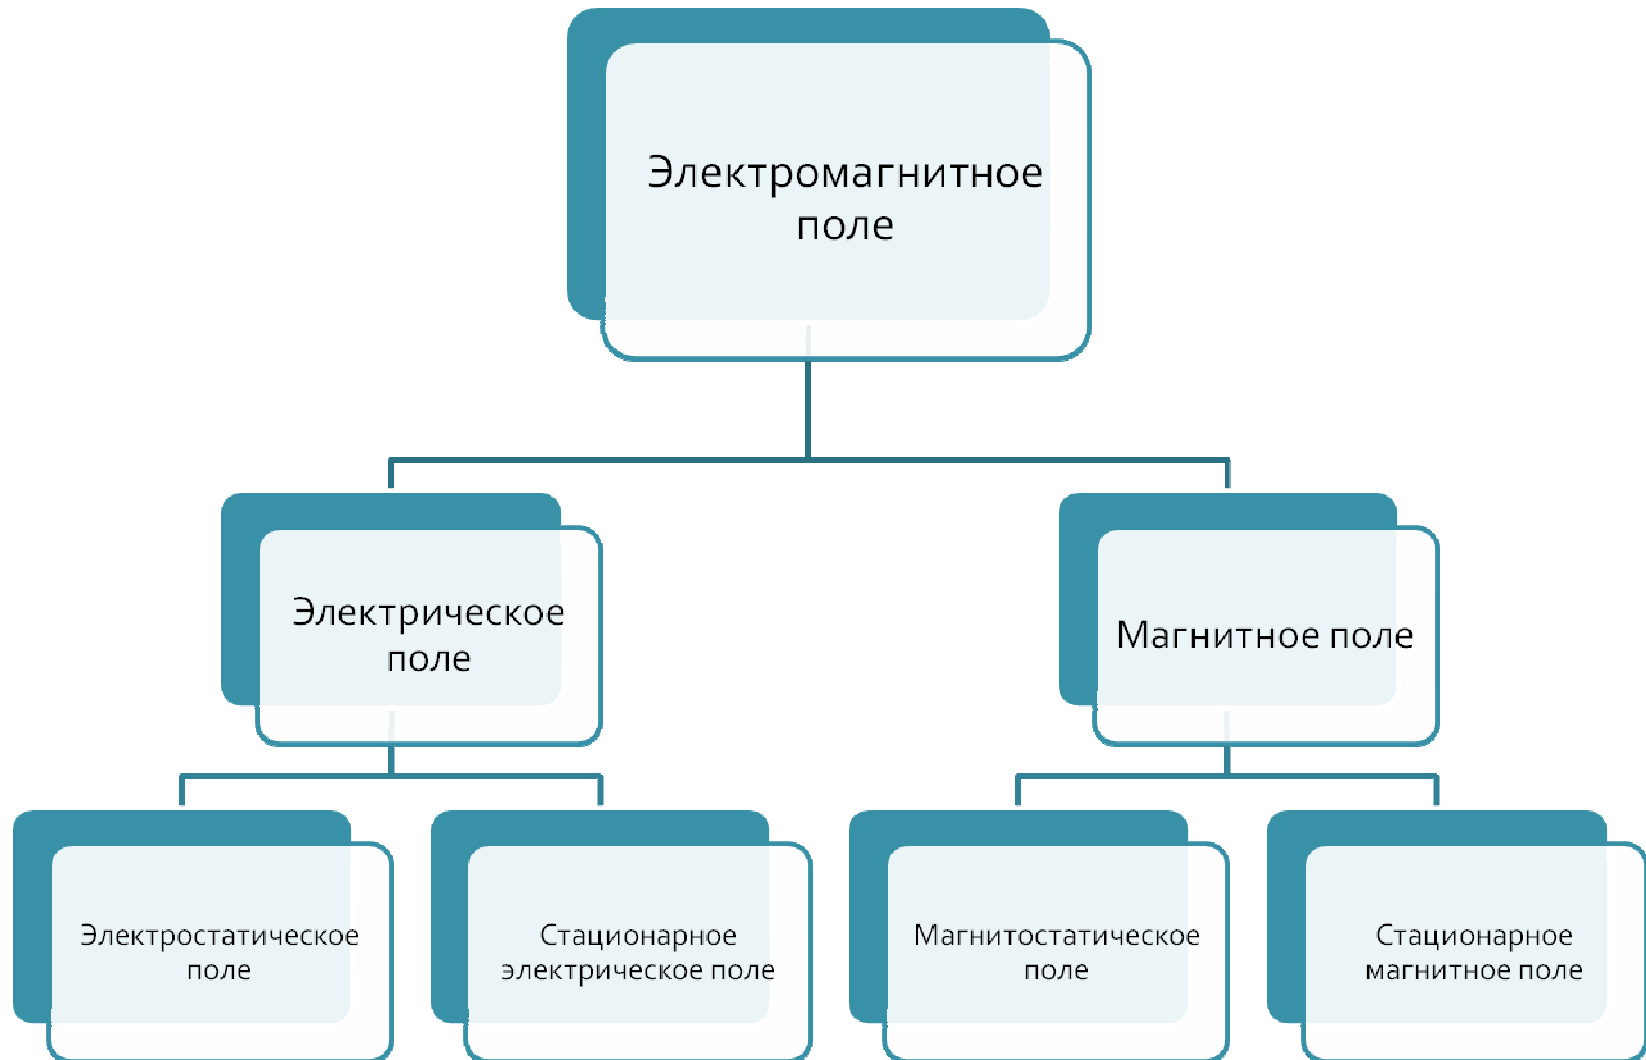 Электромагнитное
поле
Электрическое
поле
Магнитное поле
Электростатическое
поле
Стационарное
электрическое поле
Магнитостатическое
поле
Стационарное
магнитное поле